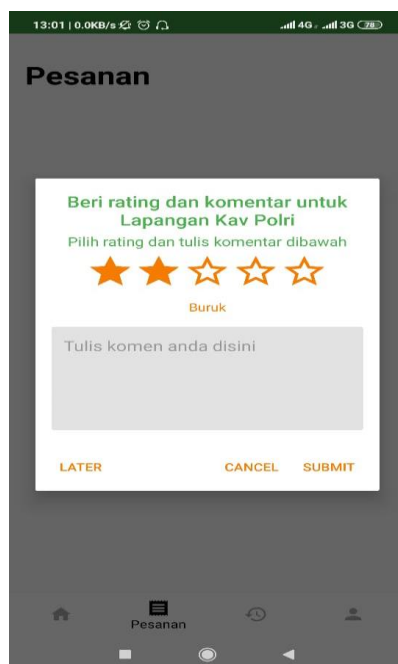 13:01 | 0.0KB/s 4G 3G 78
Pesanan
Beri rating dan komentar untuk
Lapangan Kav Polri
Pilih rating dan tulis komentar dibawah
Buruk
Tulis komen anda disini
LATER CANCEL SUBMIT
Pesanan